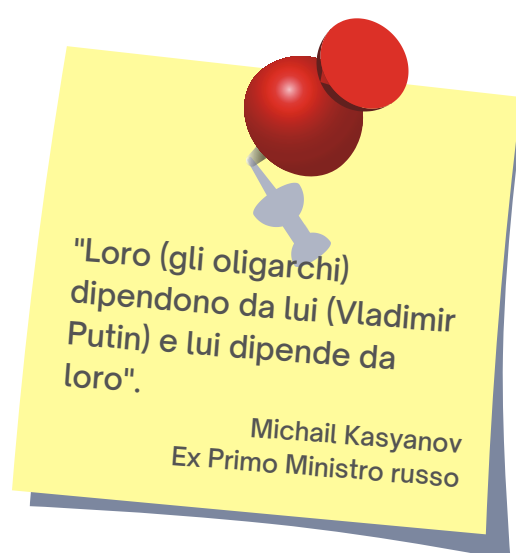 "Loro (gli oligarchi)
dipendono da lui (Vladimir
Putin) e lui dipende da
loro".
Michail Kasyanov
Ex Primo Ministro russo